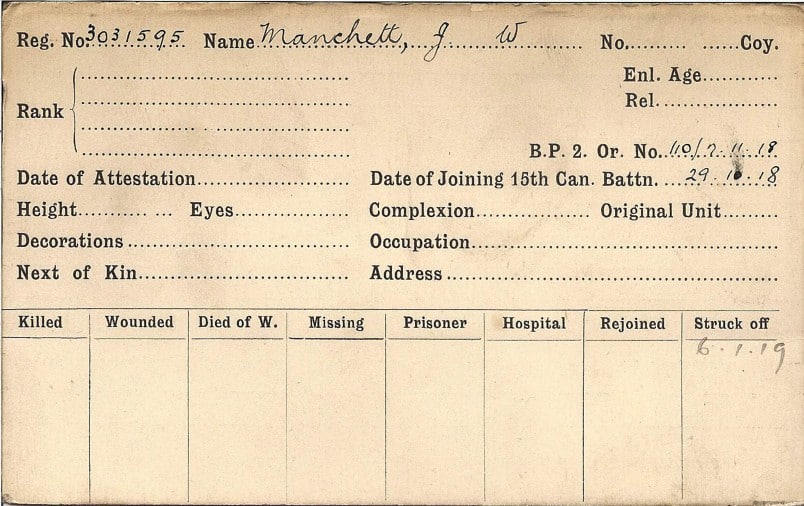 Reg. No. 3031595 Name Manchett, J W No. Coy.
Enl. Age
Rel.
Rank
B.P. 2. Or. No. 110/7.11.18
Date of Attestation Date of Joining 15th Can. Battn. 29.10.18
Height Eyes Complexion Original Unit
Decorations Occupation
Next of Kin Address
Killed Wounded Died of W. Missing Prisoner Hospital Rejoined Struck off
6.1.19